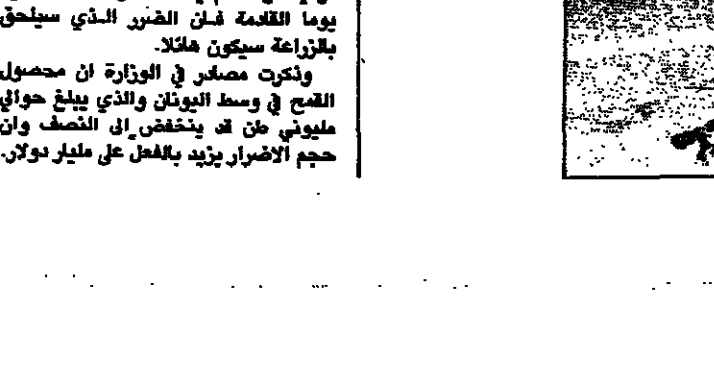 يوما القادمة فان الضرر الذي سيلحق
بالزراعة سيكون هائلا.
وذكرت مصادر في الوزارة ان محصول
القمح في وسط اليونان والذي يبلغ حوالي
مليوني طن قد ينخفض إلى النصف وان
حجم الاضرار يزيد بالفعل على مليار دولار.